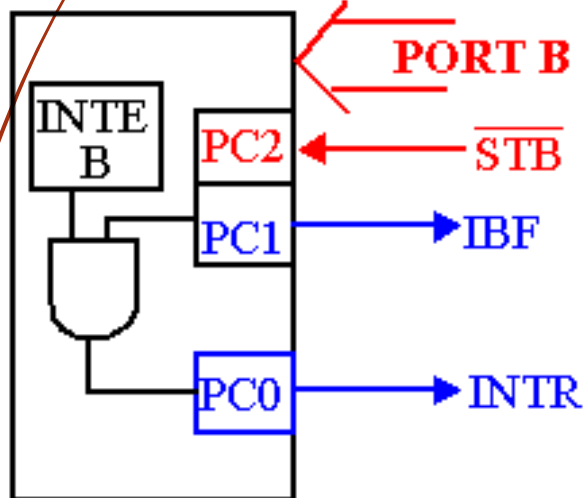 PORT B
INTE
B
PC2
STB
PC1
IBF
PC0
INTR